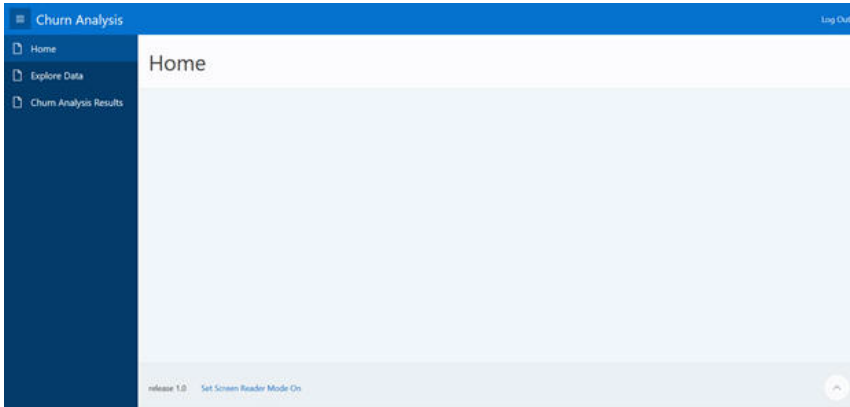 Churn Analysis
Log Out
Home
Explore Data
Churn Analysis Results
Home
release 1.0 Set Screen Reader Mode On